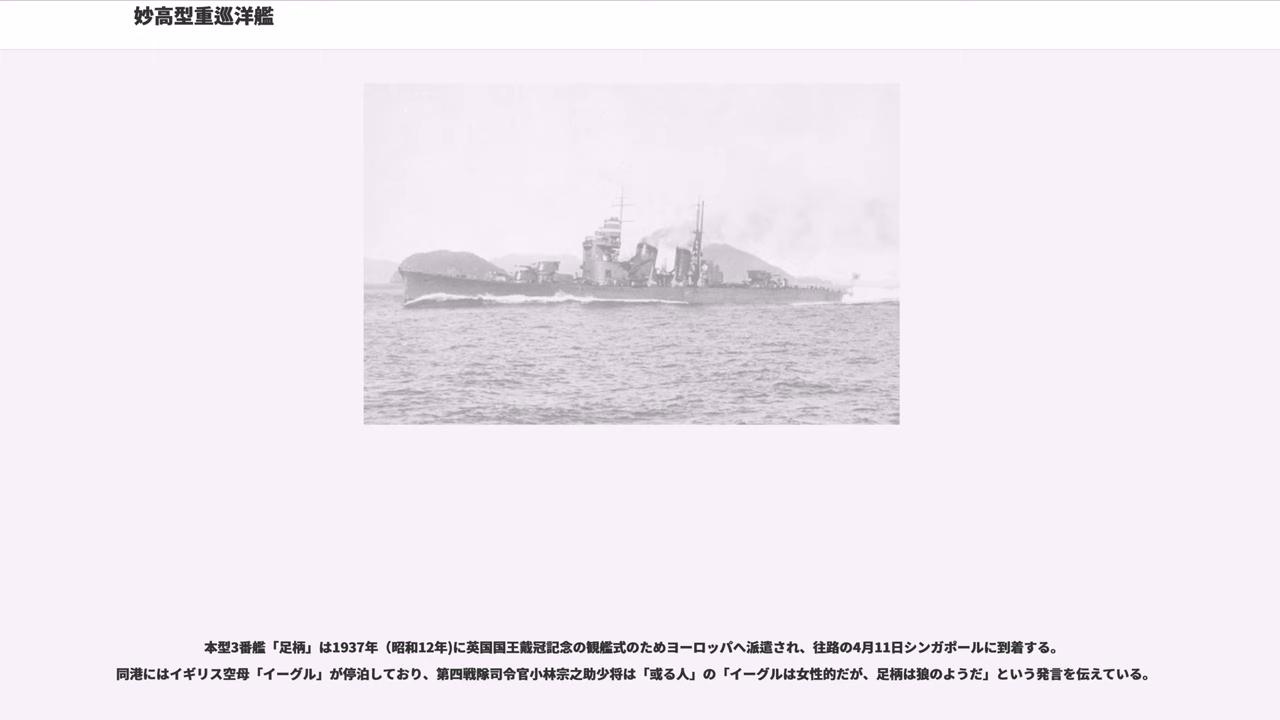 妙高型重巡洋艦
本型3番艦「足柄」は1937年（昭和12年)に英国国王戴冠記念の観艦式のためヨーロッパへ派遣され、往路の4月11日シンガポールに到着する。
同港にはイギリス空母「イーグル」が停泊しており、第四戦隊司令官小林宗之助少将は「或る人」の「イーグルは女性的だが、足柄は狼のようだ」という発言を伝えている。